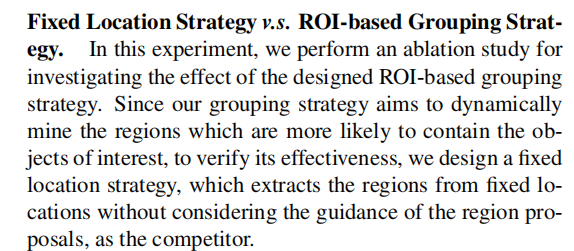 Fixed Location Strategy v.s. ROI-based Grouping Strat-
egy. In this experiment, we perform an ablation study for
investigating the effect of the designed ROI-based grouping
strategy. Since our grouping strategy aims to dynamically
mine the regions which are more likely to contain the ob-
jects of interest, to verify its effectiveness, we design a fixed
location strategy, which extracts the regions from fixed lo-
cations without considering the guidance of the region pro-
posals, as the competitor.